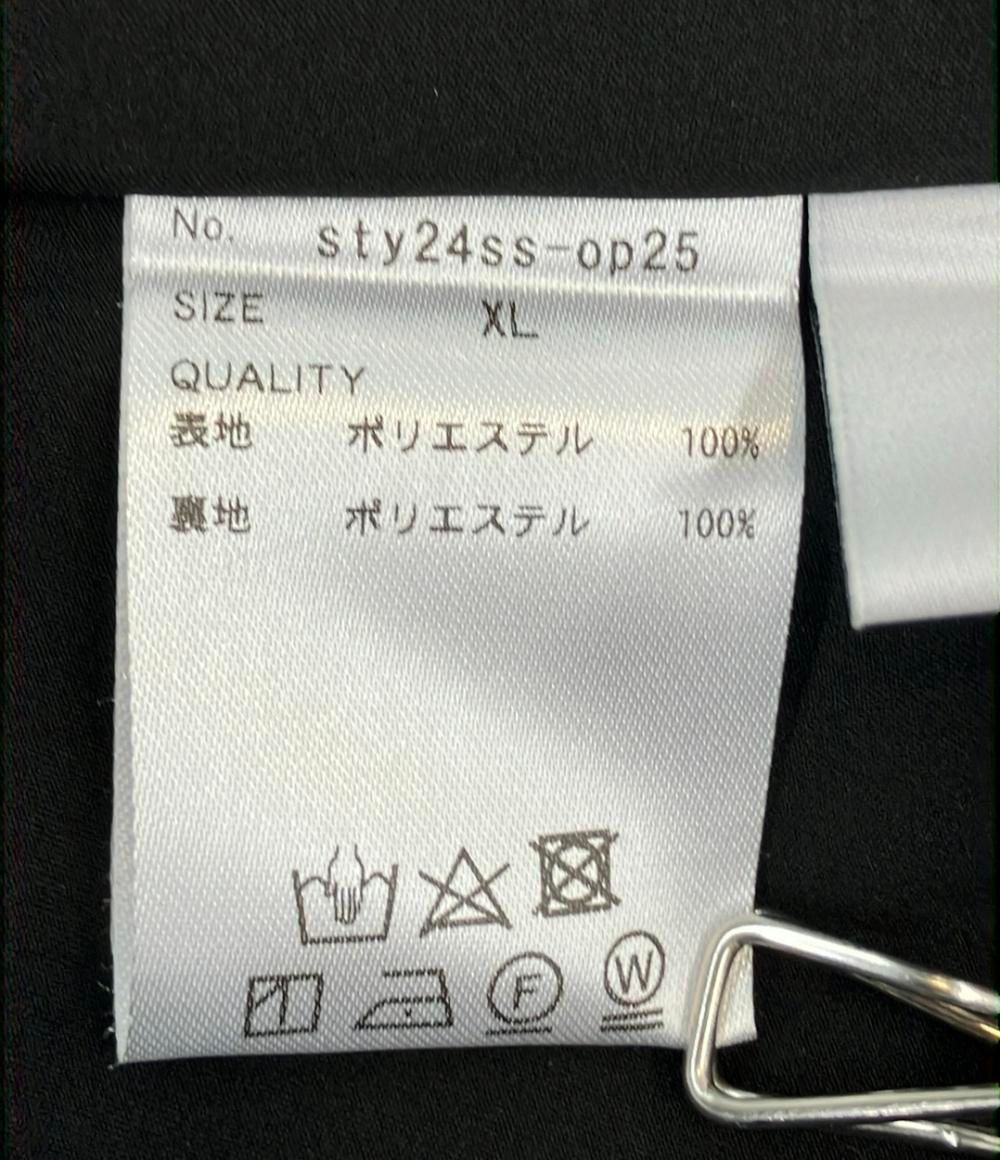 No. sty24ss-op25
SIZE XL
QUALITY
表地 ポリエステル 100%
裏地 ポリエステル 100%
F W